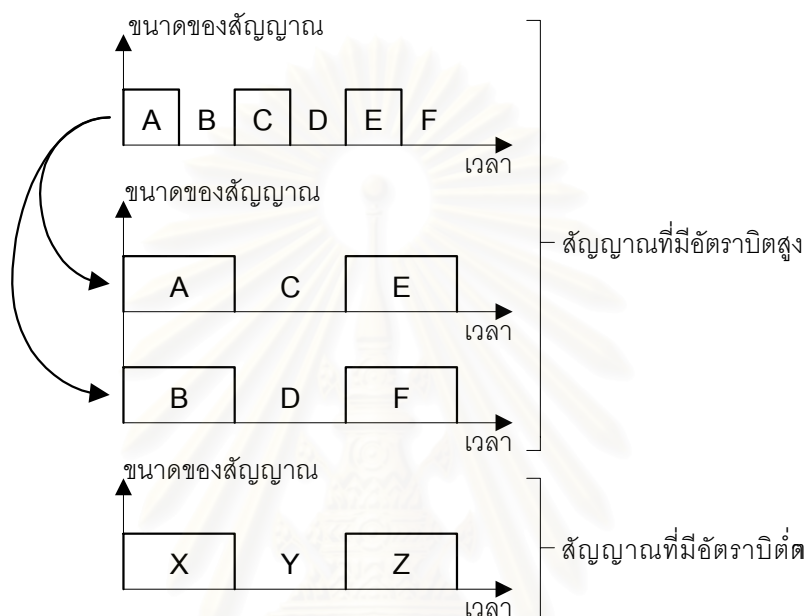 ขนาดของสัญญาณ
A B C D E F
เวลา
ขนาดของสัญญาณ
สัญญาณที่มีอัตราบิตสูง
A C E
เวลา
B D F
เวลา
ขนาดของสัญญาณ
สัญญาณที่มีอัตราบิต
X Y Z
เวลา